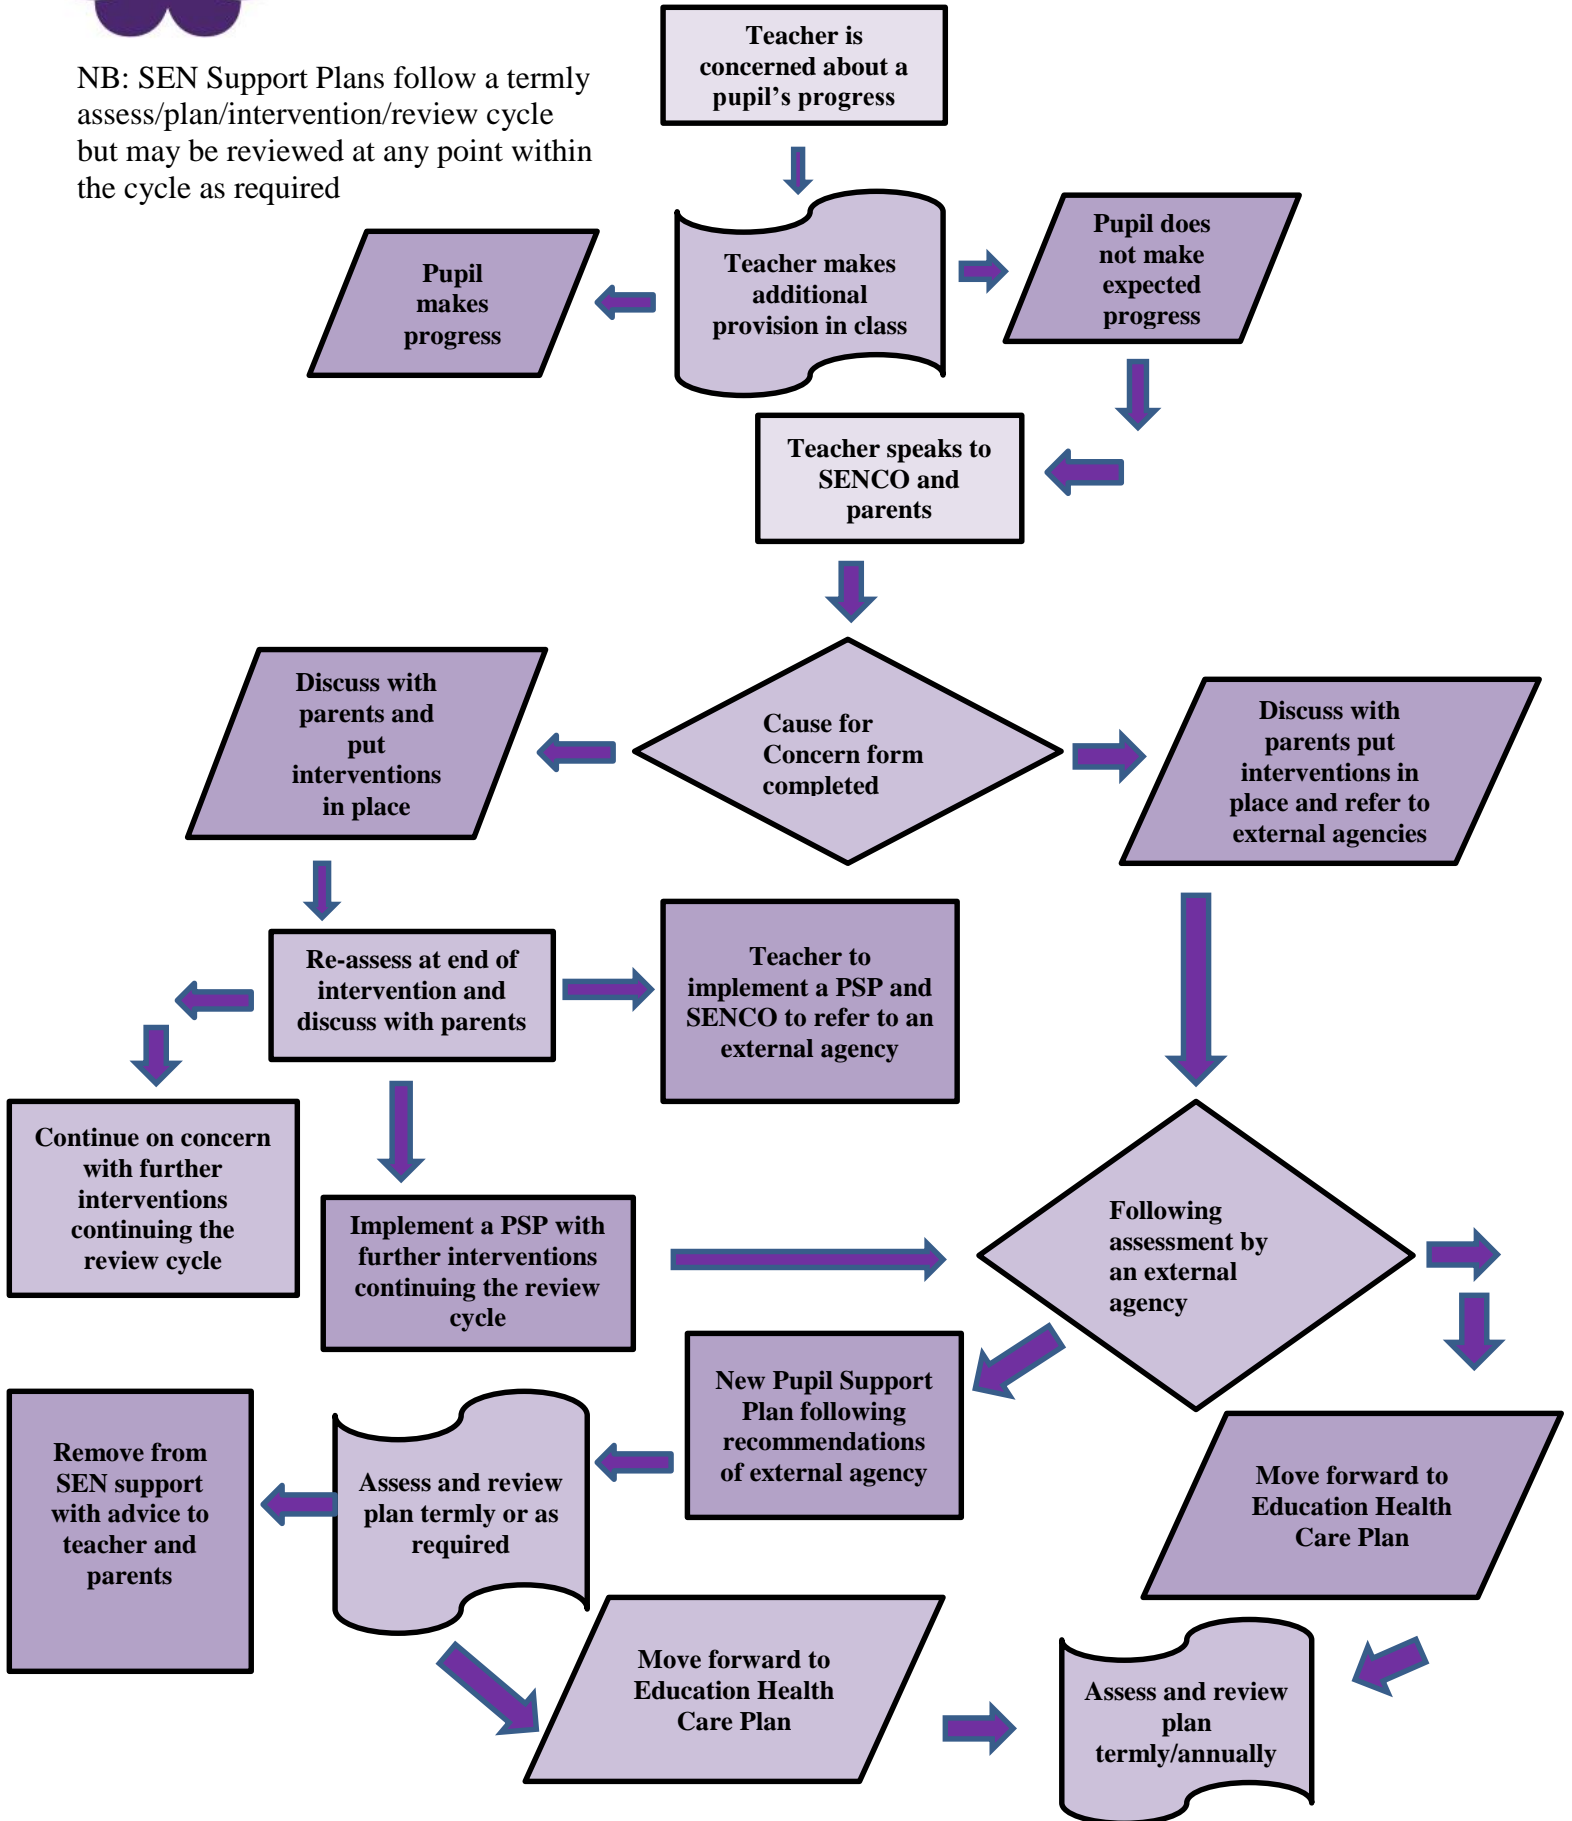 NB: SEN Support Plans follow a termly
assess/plan/intervention/review cycle
but may be reviewed at any point within
the cycle as required
Teacher is
concerned about a
pupil's progress
Pupil
makes
progress
Teacher makes
additional
provision in class
Pupil does
not make
expected
progress
Teacher speaks to
SENCO and
parents
Discuss with
parents and
put
interventions
in place
Cause for
Concern form
completed
Discuss with
parents put
interventions in
place and refer to
external agencies
Re-assess at end of
intervention and
discuss with parents
Teacher to
implement a PSP and
SENCO to refer to an
external agency
Continue on concern
with further
interventions
continuing the
review cycle
Implement a PSP with
further interventions
continuing the review
cycle
Following
assessment by
an external
agency
New Pupil Support
Plan following
recommendations
of external agency
Remove from
SEN support
with advice to
teacher and
parents
Assess and review
plan termly or as
required
Move forward to
Education Health
Care Plan
Move forward to
Education Health
Care Plan
Assess and review
plan
termly/annually